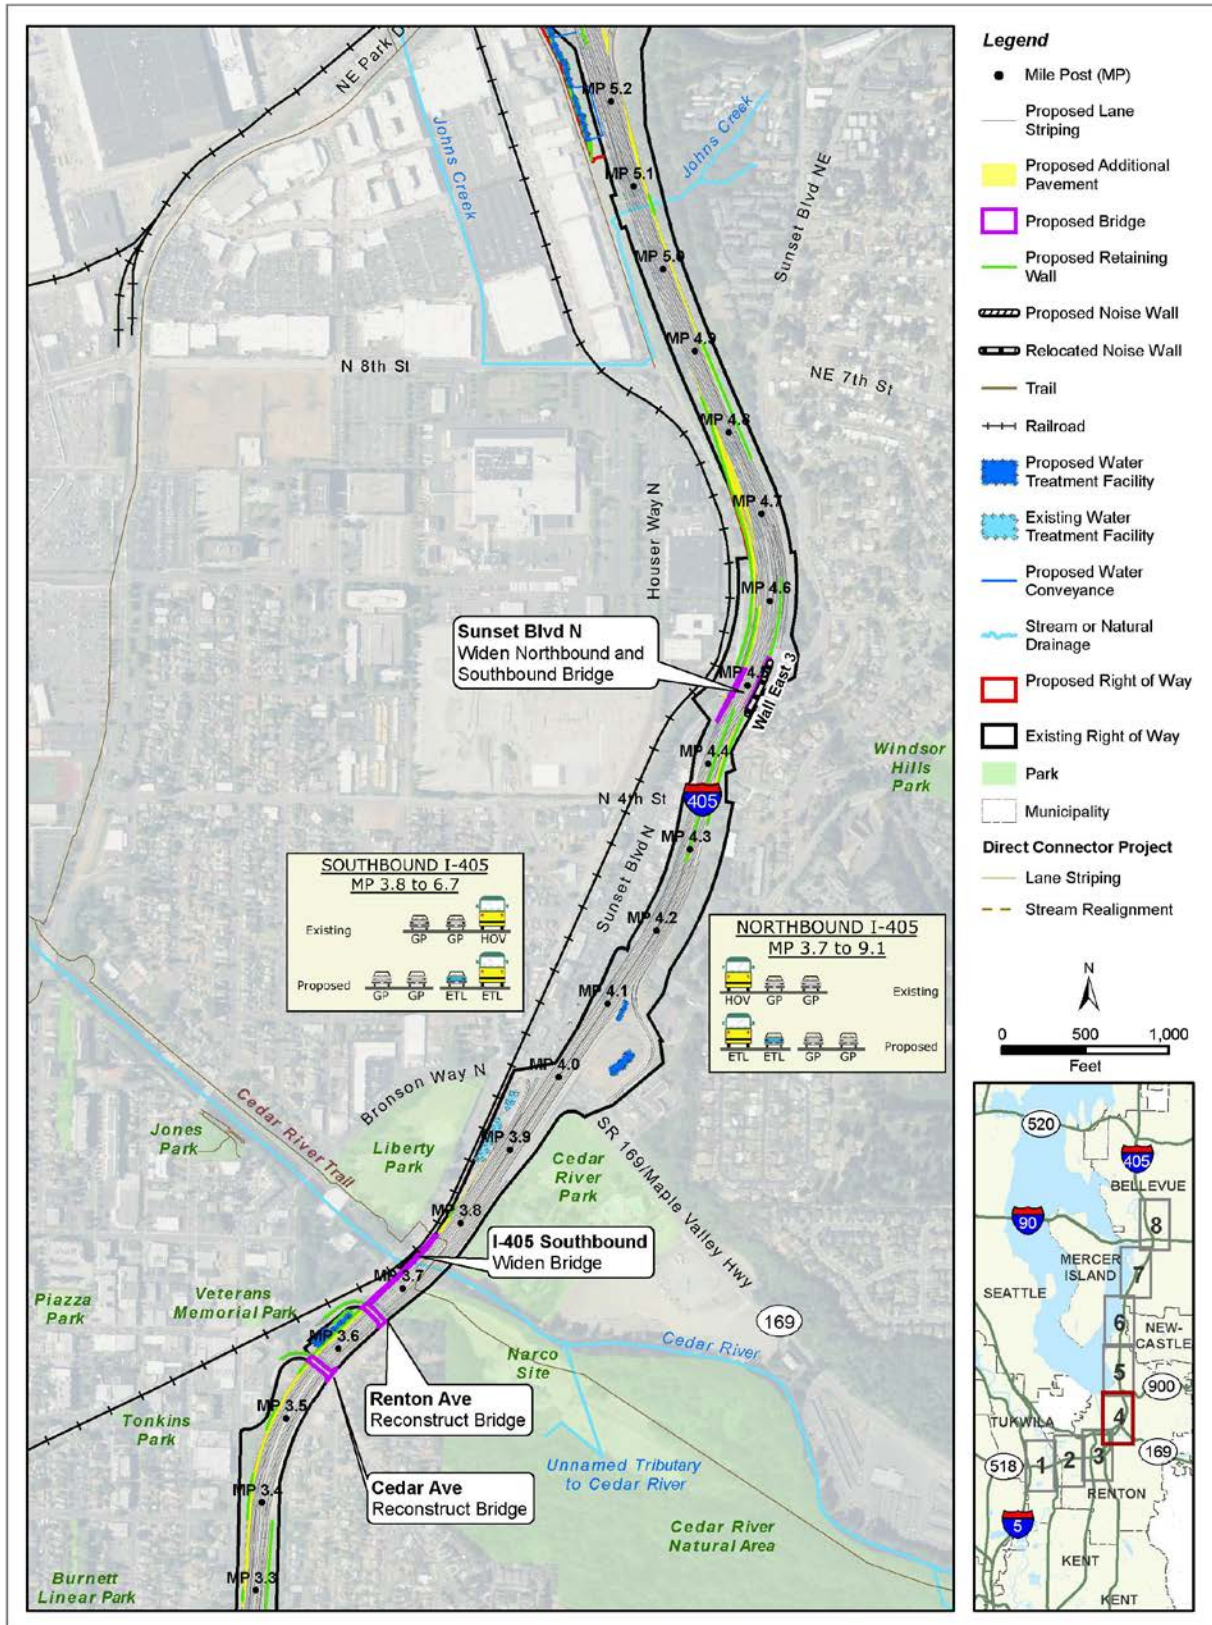 NE Park D
MP 5.2
Johns Creek
Johns Creek
MP 5.1
Sunset Blvd NE
MP 5.0
MP 4.9
N 8th St
NE 7th St
MP 4.8
Houser Way N
MP 4.7
MP 4.6
Sunset Blvd N
Widen Northbound and
Southbound Bridge
Wall East 3
MP 4.4
Windsor
Hills
Park
N 4th St
405
MP 4.3
Sunset Blvd N
MP 4.2
SOUTHBOUND I-405
MP 3.8 to 6.7
Existing
GP GP HOV
Proposed
GP GP ETL ETL
NORTHBOUND I-405
MP 3.7 to 9.1
HOV GP GP
Existing
ETL ETL GP GP
Proposed
MP 4.1
MP 4.0
Bronson Way N
Cedar River Trail
Jones
Park
Liberty
Park
MP 3.9
Cedar
River
Park
SR 169/Maple Valley Hwy
MP 3.8
I-405 Southbound
Widen Bridge
MP 3.7
Veterans
Memorial Park
Piazza
Park
169
MP 3.6
Cedar River
Narco
Site
Renton Ave
Reconstruct Bridge
MP 3.5
Tonkins
Park
Unnamed Tributary
to Cedar River
Cedar Ave
Reconstruct Bridge
MP 3.4
Cedar River
Natural Area
MP 3.3
Burnett
Linear Park
Legend
Mile Post (MP)
Proposed Lane
Striping
Proposed Additional
Pavement
Proposed Bridge
Proposed Retaining
Wall
Proposed Noise Wall
Relocated Noise Wall
Trail
Railroad
Proposed Water
Treatment Facility
Existing Water
Treatment Facility
Proposed Water
Conveyance
Stream or Natural
Drainage
Proposed Right of Way
Existing Right of Way
Park
Municipality
Direct Connector Project
Lane Striping
Stream Realignment
N
0 500 1,000
Feet
520
405
BELLEVUE
90
8
MERCER
ISLAND
7
SEATTLE
6
NEW-
CASTLE
5
900
4
TUKWILA
169
518
1
2
3
RENTON
5
KENT
KENT